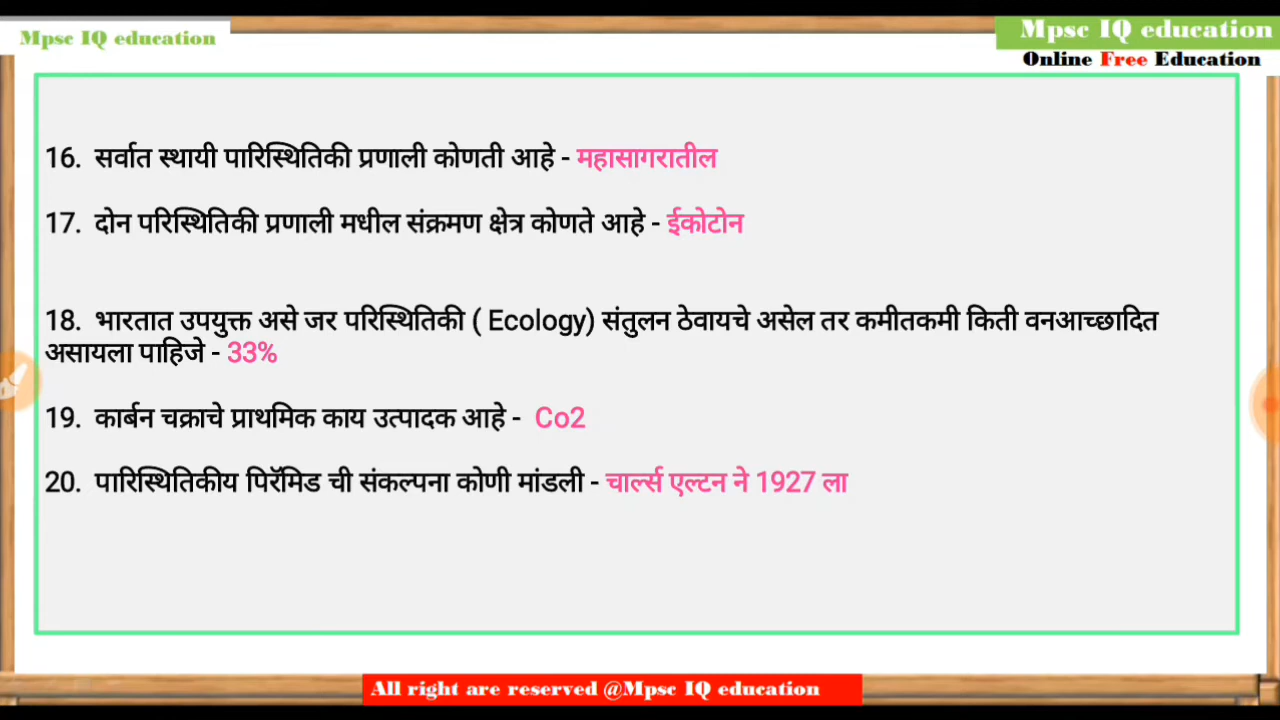 Mpsc IQ education
Mpsc IQ education
Online Free Education
16. सर्वात स्थायी पारिस्थितिकी प्रणाली कोणती आहे - महासागरातील
17. दोन परिस्थितिकी प्रणाली मधील संक्रमण क्षेत्र कोणते आहे - ईकोटोन
18. भारतात उपयुक्त असे जर परिस्थितिकी ( Ecology) संतुलन ठेवायचे असेल तर कमीतकमी किती वनआच्छादित
असायला पाहिजे - 33%
19. कार्बन चक्राचे प्राथमिक काय उत्पादक आहे - Co2
20. पारिस्थितिकीय पिरॅमिड ची संकल्पना कोणी मांडली - चार्ल्स एल्टन ने 1927 ला
All right are reserved @Mpsc IQ education